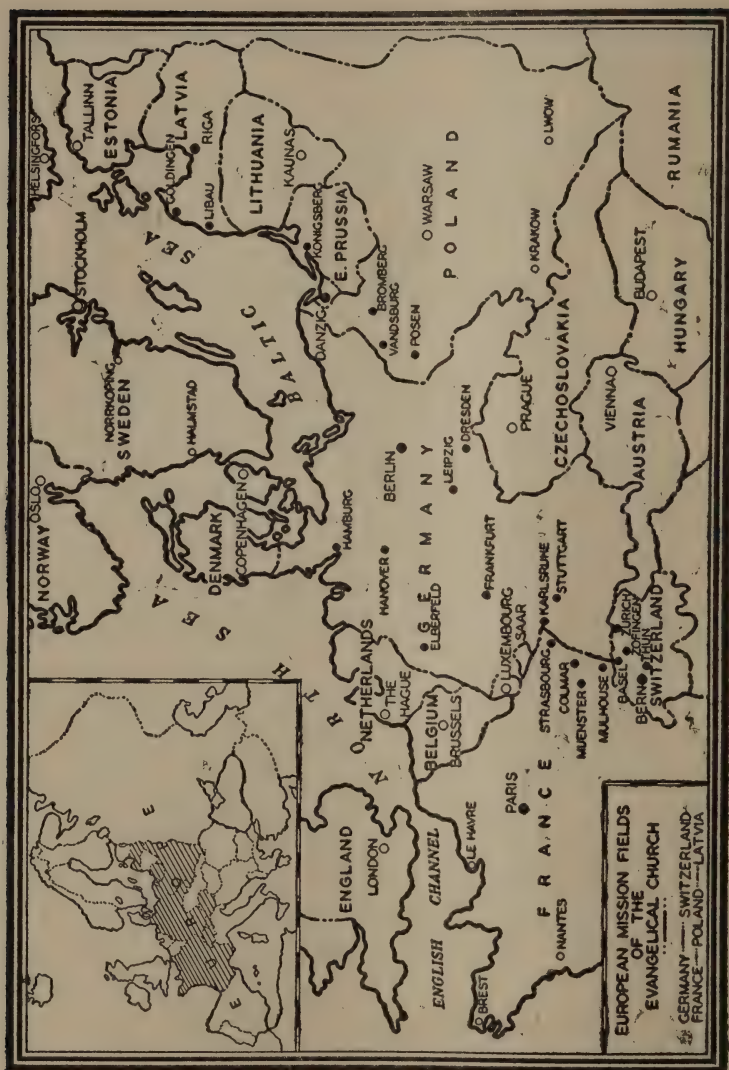 NORWAY
OSLO
HELSINGFORS
STOCKHOLM
TALLINN
ESTONIA
NORRKOPING
SWEDEN
HALMSTAD
BALTIC SEA
GOLDINGEN
LATVIA
RIGA
LIBAU
DENMARK
COPENHAGEN
LITHUANIA
KAUNAS
NORTH SEA
HAMBURG
DANZIG
KONIGSBERG
E. PRUSSIA
ENGLAND
LONDON
NETHERLANDS
THE
HAGUE
HANOVER
BERLIN
BROMBERG
VANDSBURG
POSEN
WARSAW
POLAND
ENGLISH CHANNEL
BELGIUM
BRUSSELS
ELBERFELD
GERMANY
LEIPZIG
DRESDEN
LE HAVRE
BREST
PARIS
LUXEMBOURG
SAAR
FRANKFURT
PRAGUE
KRAKOW
LWOW
FRANCE
NANTES
STRASBOURG
KARLSRUHE
STUTTGART
COLMAR
MUENSTER
MULHOUSE
CZECHOSLOVAKIA
VIENNA
BUDAPEST
BASEL
ZURICH
ZOFINGEN
BERN
THUN
SWITZERLAND
AUSTRIA
HUNGARY
RUMANIA
EUROPE
EUROPEAN MISSION FIELDS
OF THE
EVANGELICAL CHURCH
GERMANY — SWITZERLAND
FRANCE — POLAND — LATVIA